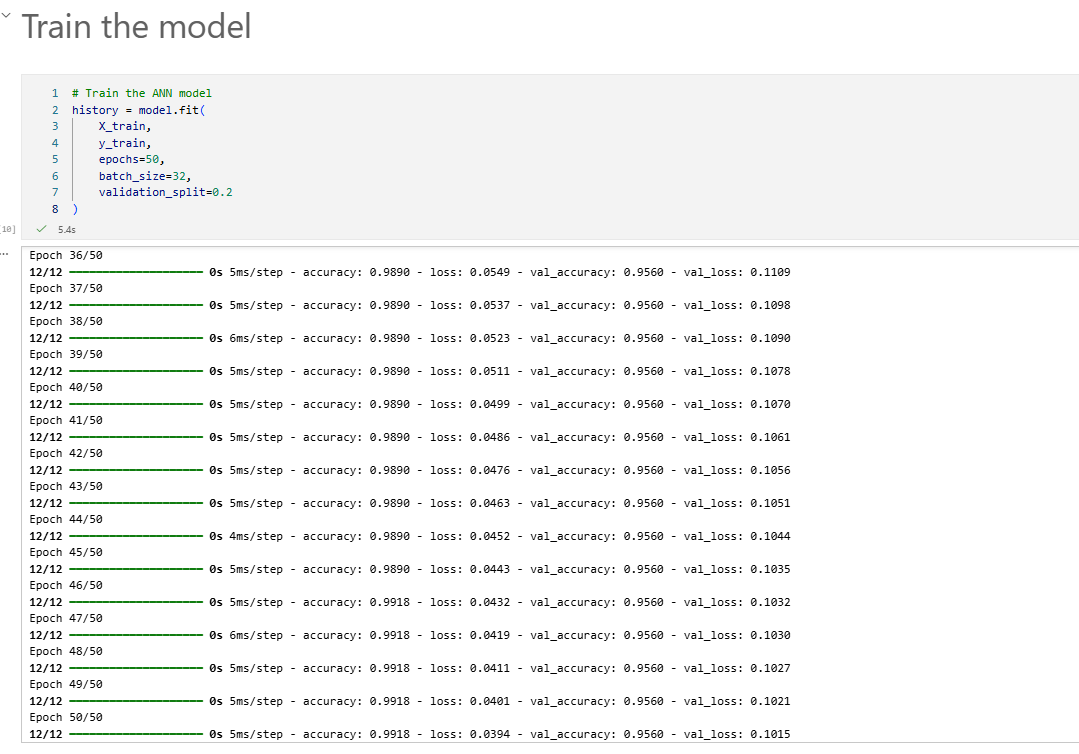 Train the model
1 # Train the ANN model
2 history = model.fit(
3 X_train,
4 y_train,
5 epochs=50,
6 batch_size=32,
7 validation_split=0.2
8 )
[10] ✓ 5.4s
...
Epoch 36/50
12/12 ━━━━━━━━━━━━━━━━━━━━ 0s 5ms/step - accuracy: 0.9890 - loss: 0.0549 - val_accuracy: 0.9560 - val_loss: 0.1109
Epoch 37/50
12/12 ━━━━━━━━━━━━━━━━━━━━ 0s 5ms/step - accuracy: 0.9890 - loss: 0.0537 - val_accuracy: 0.9560 - val_loss: 0.1098
Epoch 38/50
12/12 ━━━━━━━━━━━━━━━━━━━━ 0s 6ms/step - accuracy: 0.9890 - loss: 0.0523 - val_accuracy: 0.9560 - val_loss: 0.1090
Epoch 39/50
12/12 ━━━━━━━━━━━━━━━━━━━━ 0s 5ms/step - accuracy: 0.9890 - loss: 0.0511 - val_accuracy: 0.9560 - val_loss: 0.1078
Epoch 40/50
12/12 ━━━━━━━━━━━━━━━━━━━━ 0s 5ms/step - accuracy: 0.9890 - loss: 0.0499 - val_accuracy: 0.9560 - val_loss: 0.1070
Epoch 41/50
12/12 ━━━━━━━━━━━━━━━━━━━━ 0s 5ms/step - accuracy: 0.9890 - loss: 0.0486 - val_accuracy: 0.9560 - val_loss: 0.1061
Epoch 42/50
12/12 ━━━━━━━━━━━━━━━━━━━━ 0s 5ms/step - accuracy: 0.9890 - loss: 0.0476 - val_accuracy: 0.9560 - val_loss: 0.1056
Epoch 43/50
12/12 ━━━━━━━━━━━━━━━━━━━━ 0s 5ms/step - accuracy: 0.9890 - loss: 0.0463 - val_accuracy: 0.9560 - val_loss: 0.1051
Epoch 44/50
12/12 ━━━━━━━━━━━━━━━━━━━━ 0s 4ms/step - accuracy: 0.9890 - loss: 0.0452 - val_accuracy: 0.9560 - val_loss: 0.1044
Epoch 45/50
12/12 ━━━━━━━━━━━━━━━━━━━━ 0s 5ms/step - accuracy: 0.9890 - loss: 0.0443 - val_accuracy: 0.9560 - val_loss: 0.1035
Epoch 46/50
12/12 ━━━━━━━━━━━━━━━━━━━━ 0s 5ms/step - accuracy: 0.9918 - loss: 0.0432 - val_accuracy: 0.9560 - val_loss: 0.1032
Epoch 47/50
12/12 ━━━━━━━━━━━━━━━━━━━━ 0s 6ms/step - accuracy: 0.9918 - loss: 0.0419 - val_accuracy: 0.9560 - val_loss: 0.1030
Epoch 48/50
12/12 ━━━━━━━━━━━━━━━━━━━━ 0s 5ms/step - accuracy: 0.9918 - loss: 0.0411 - val_accuracy: 0.9560 - val_loss: 0.1027
Epoch 49/50
12/12 ━━━━━━━━━━━━━━━━━━━━ 0s 5ms/step - accuracy: 0.9918 - loss: 0.0401 - val_accuracy: 0.9560 - val_loss: 0.1021
Epoch 50/50
12/12 ━━━━━━━━━━━━━━━━━━━━ 0s 5ms/step - accuracy: 0.9918 - loss: 0.0394 - val_accuracy: 0.9560 - val_loss: 0.1015